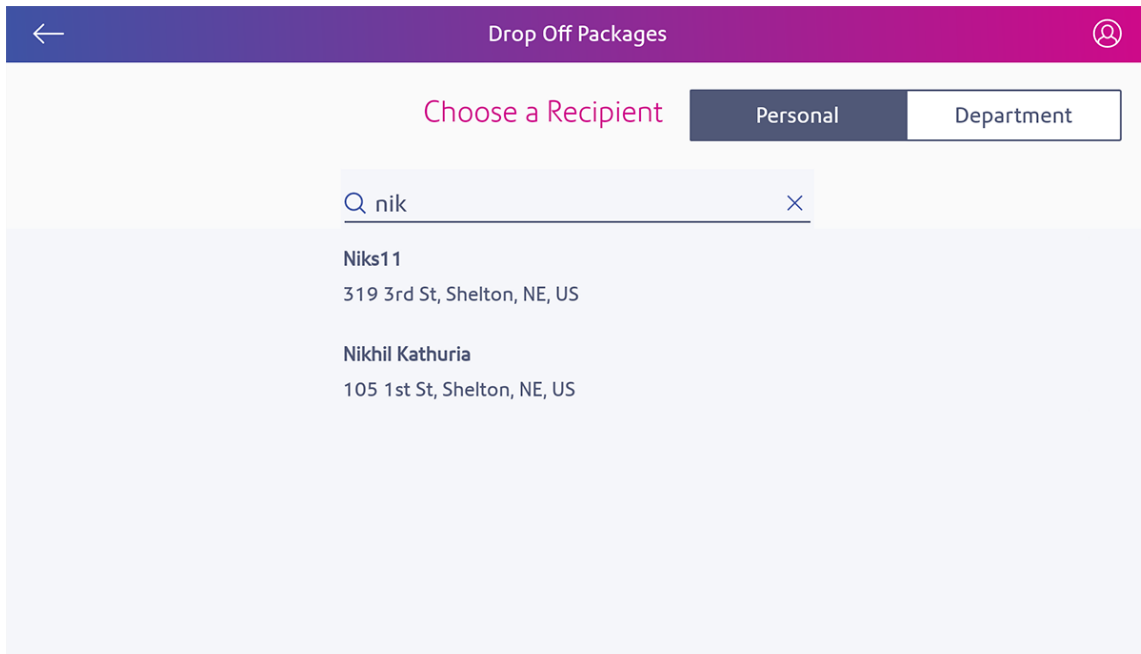 Drop Off Packages
Choose a Recipient
Personal
Department
nik
Niks11
319 3rd St, Shelton, NE, US
Nikhil Kathuria
105 1st St, Shelton, NE, US